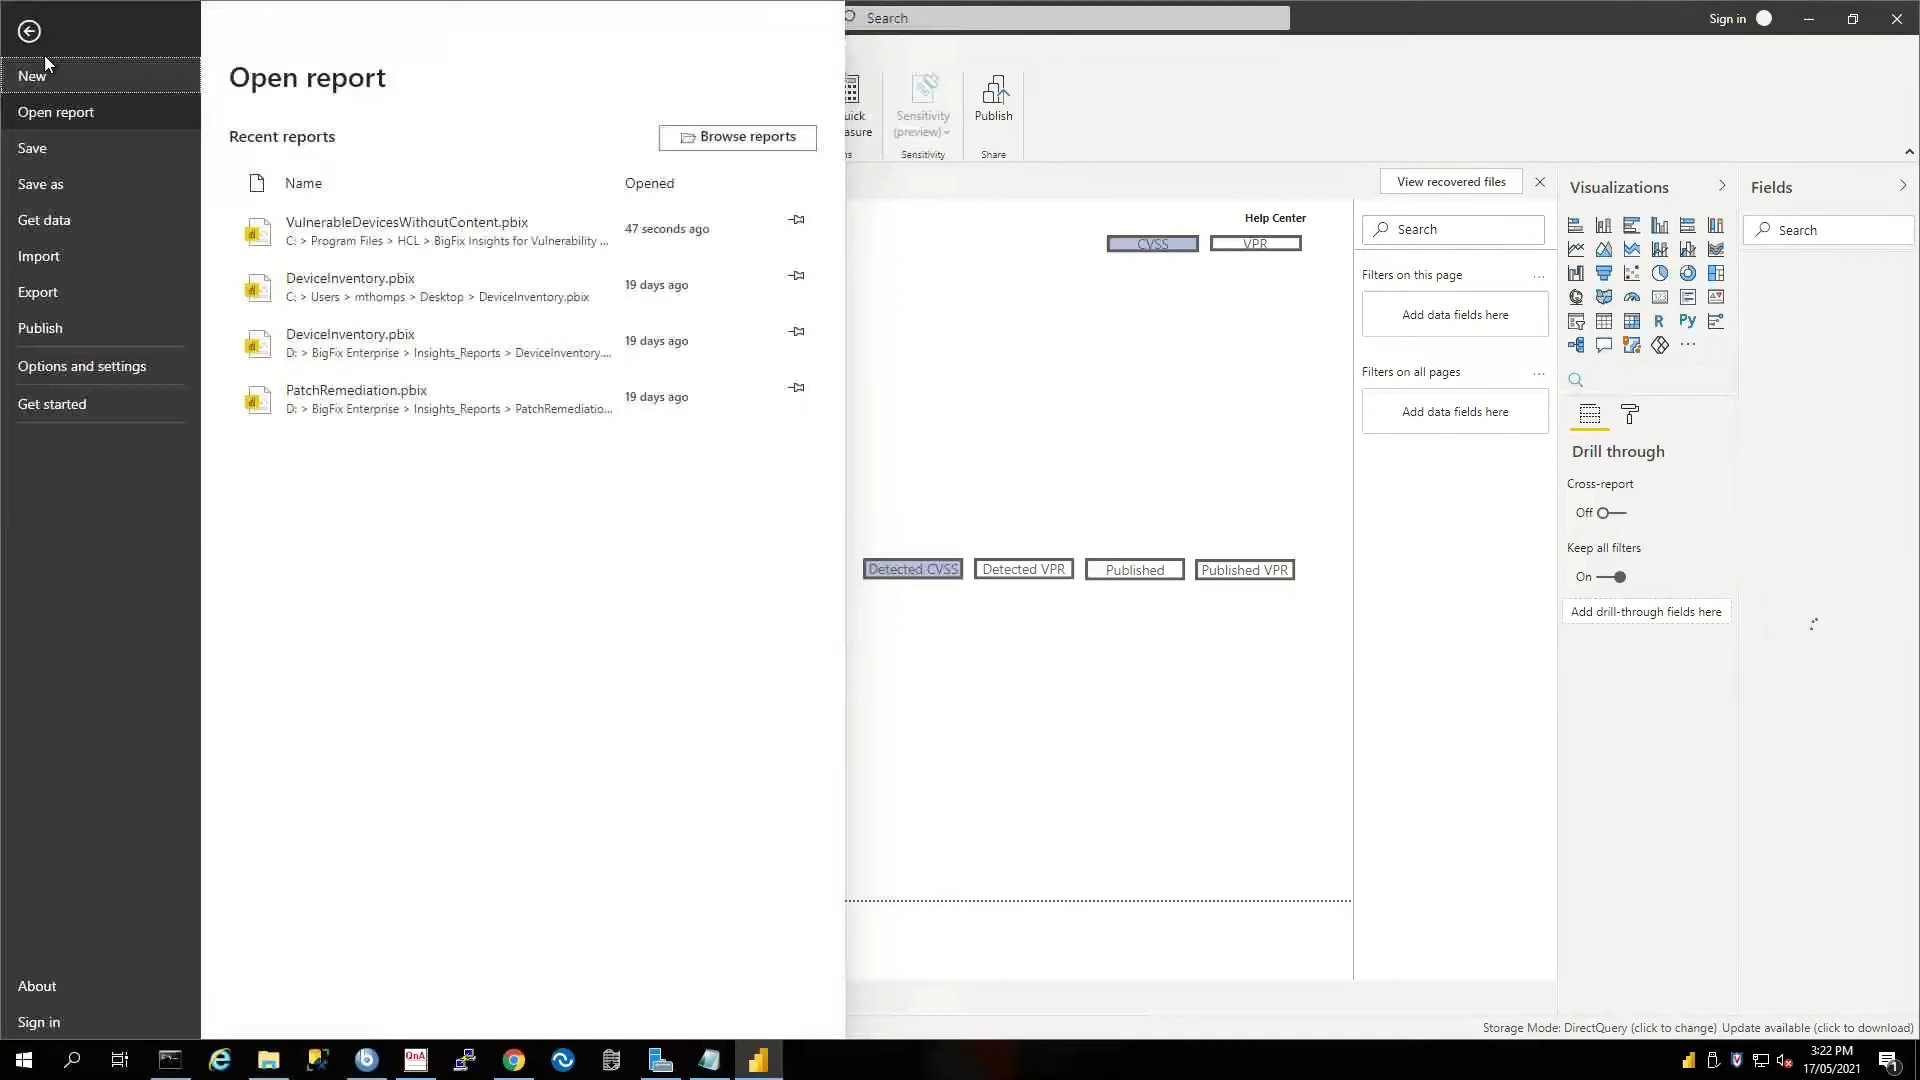 Search
Sign in
New
Open report
Save
Save as
Get data
Import
Export
Publish
Options and settings
Get started
About
Sign in
Open report
Recent reports
Browse reports
Name
Opened
VulnerableDevicesWithoutContent.pbix
C: > Program Files > HCL > BigFix Insights for Vulnerability ...
47 seconds ago
DeviceInventory.pbix
C: > Users > mthomps > Desktop > DeviceInventory.pbix
19 days ago
DeviceInventory.pbix
D: > BigFix Enterprise > Insights_Reports > DeviceInventory....
19 days ago
PatchRemediation.pbix
D: > BigFix Enterprise > Insights_Reports > PatchRemediatio...
19 days ago
uick
asure
ns
Sensitivity
(preview)
Sensitivity
Publish
Share
View recovered files
Help Center
CVSS
VPR
Detected CVSS
Detected VPR
Published
Published VPR
Search
Filters on this page
...
Add data fields here
Filters on all pages
...
Add data fields here
Visualizations
123
R
Py
...
Drill through
Cross-report
Off
Keep all filters
On
Add drill-through fields here
Fields
Search
Storage Mode: DirectQuery (click to change)
Update available (click to download)
QnA
3:22 PM
17/05/2021
1